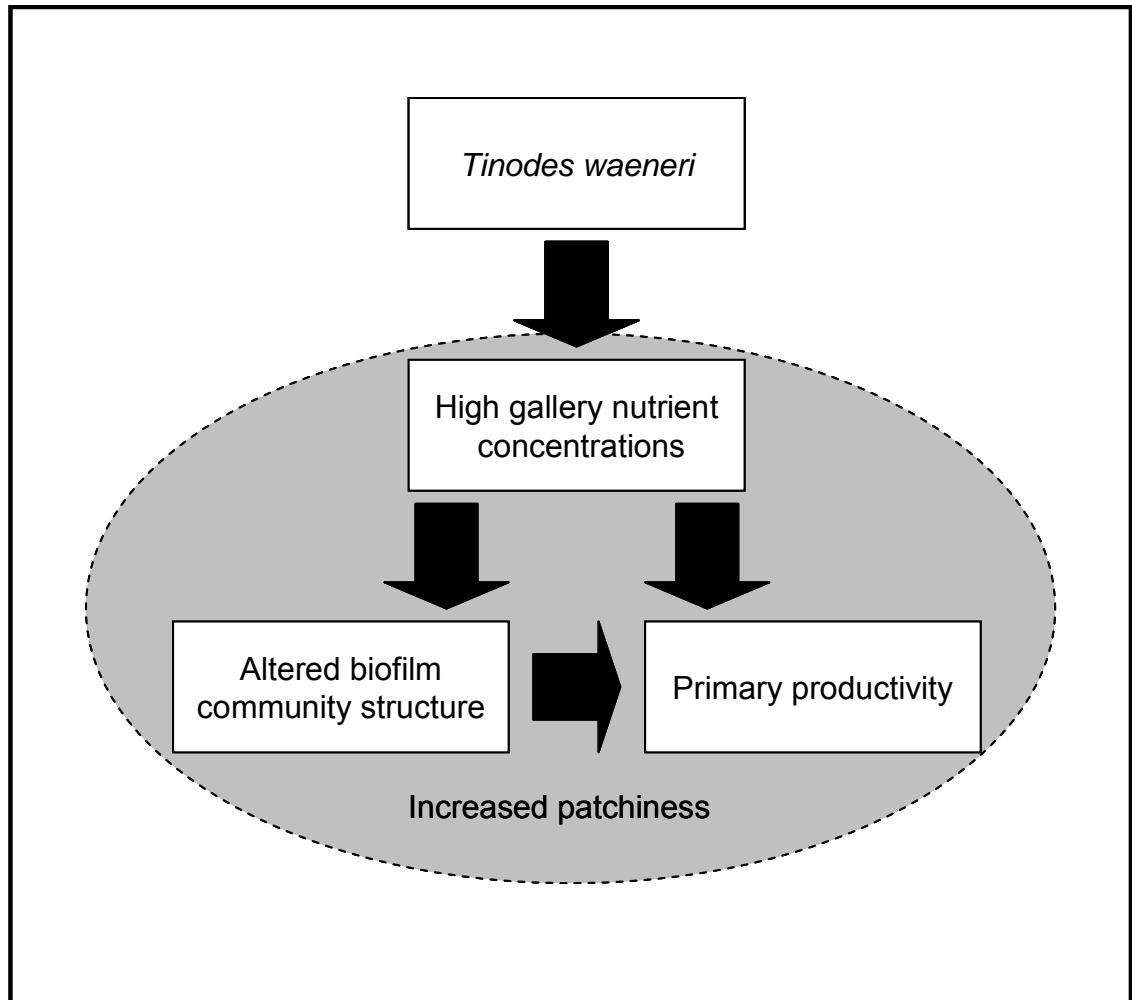 Tinodes waeneri
High gallery nutrient
concentrations
Altered biofilm
community structure
Primary productivity
Increased patchiness